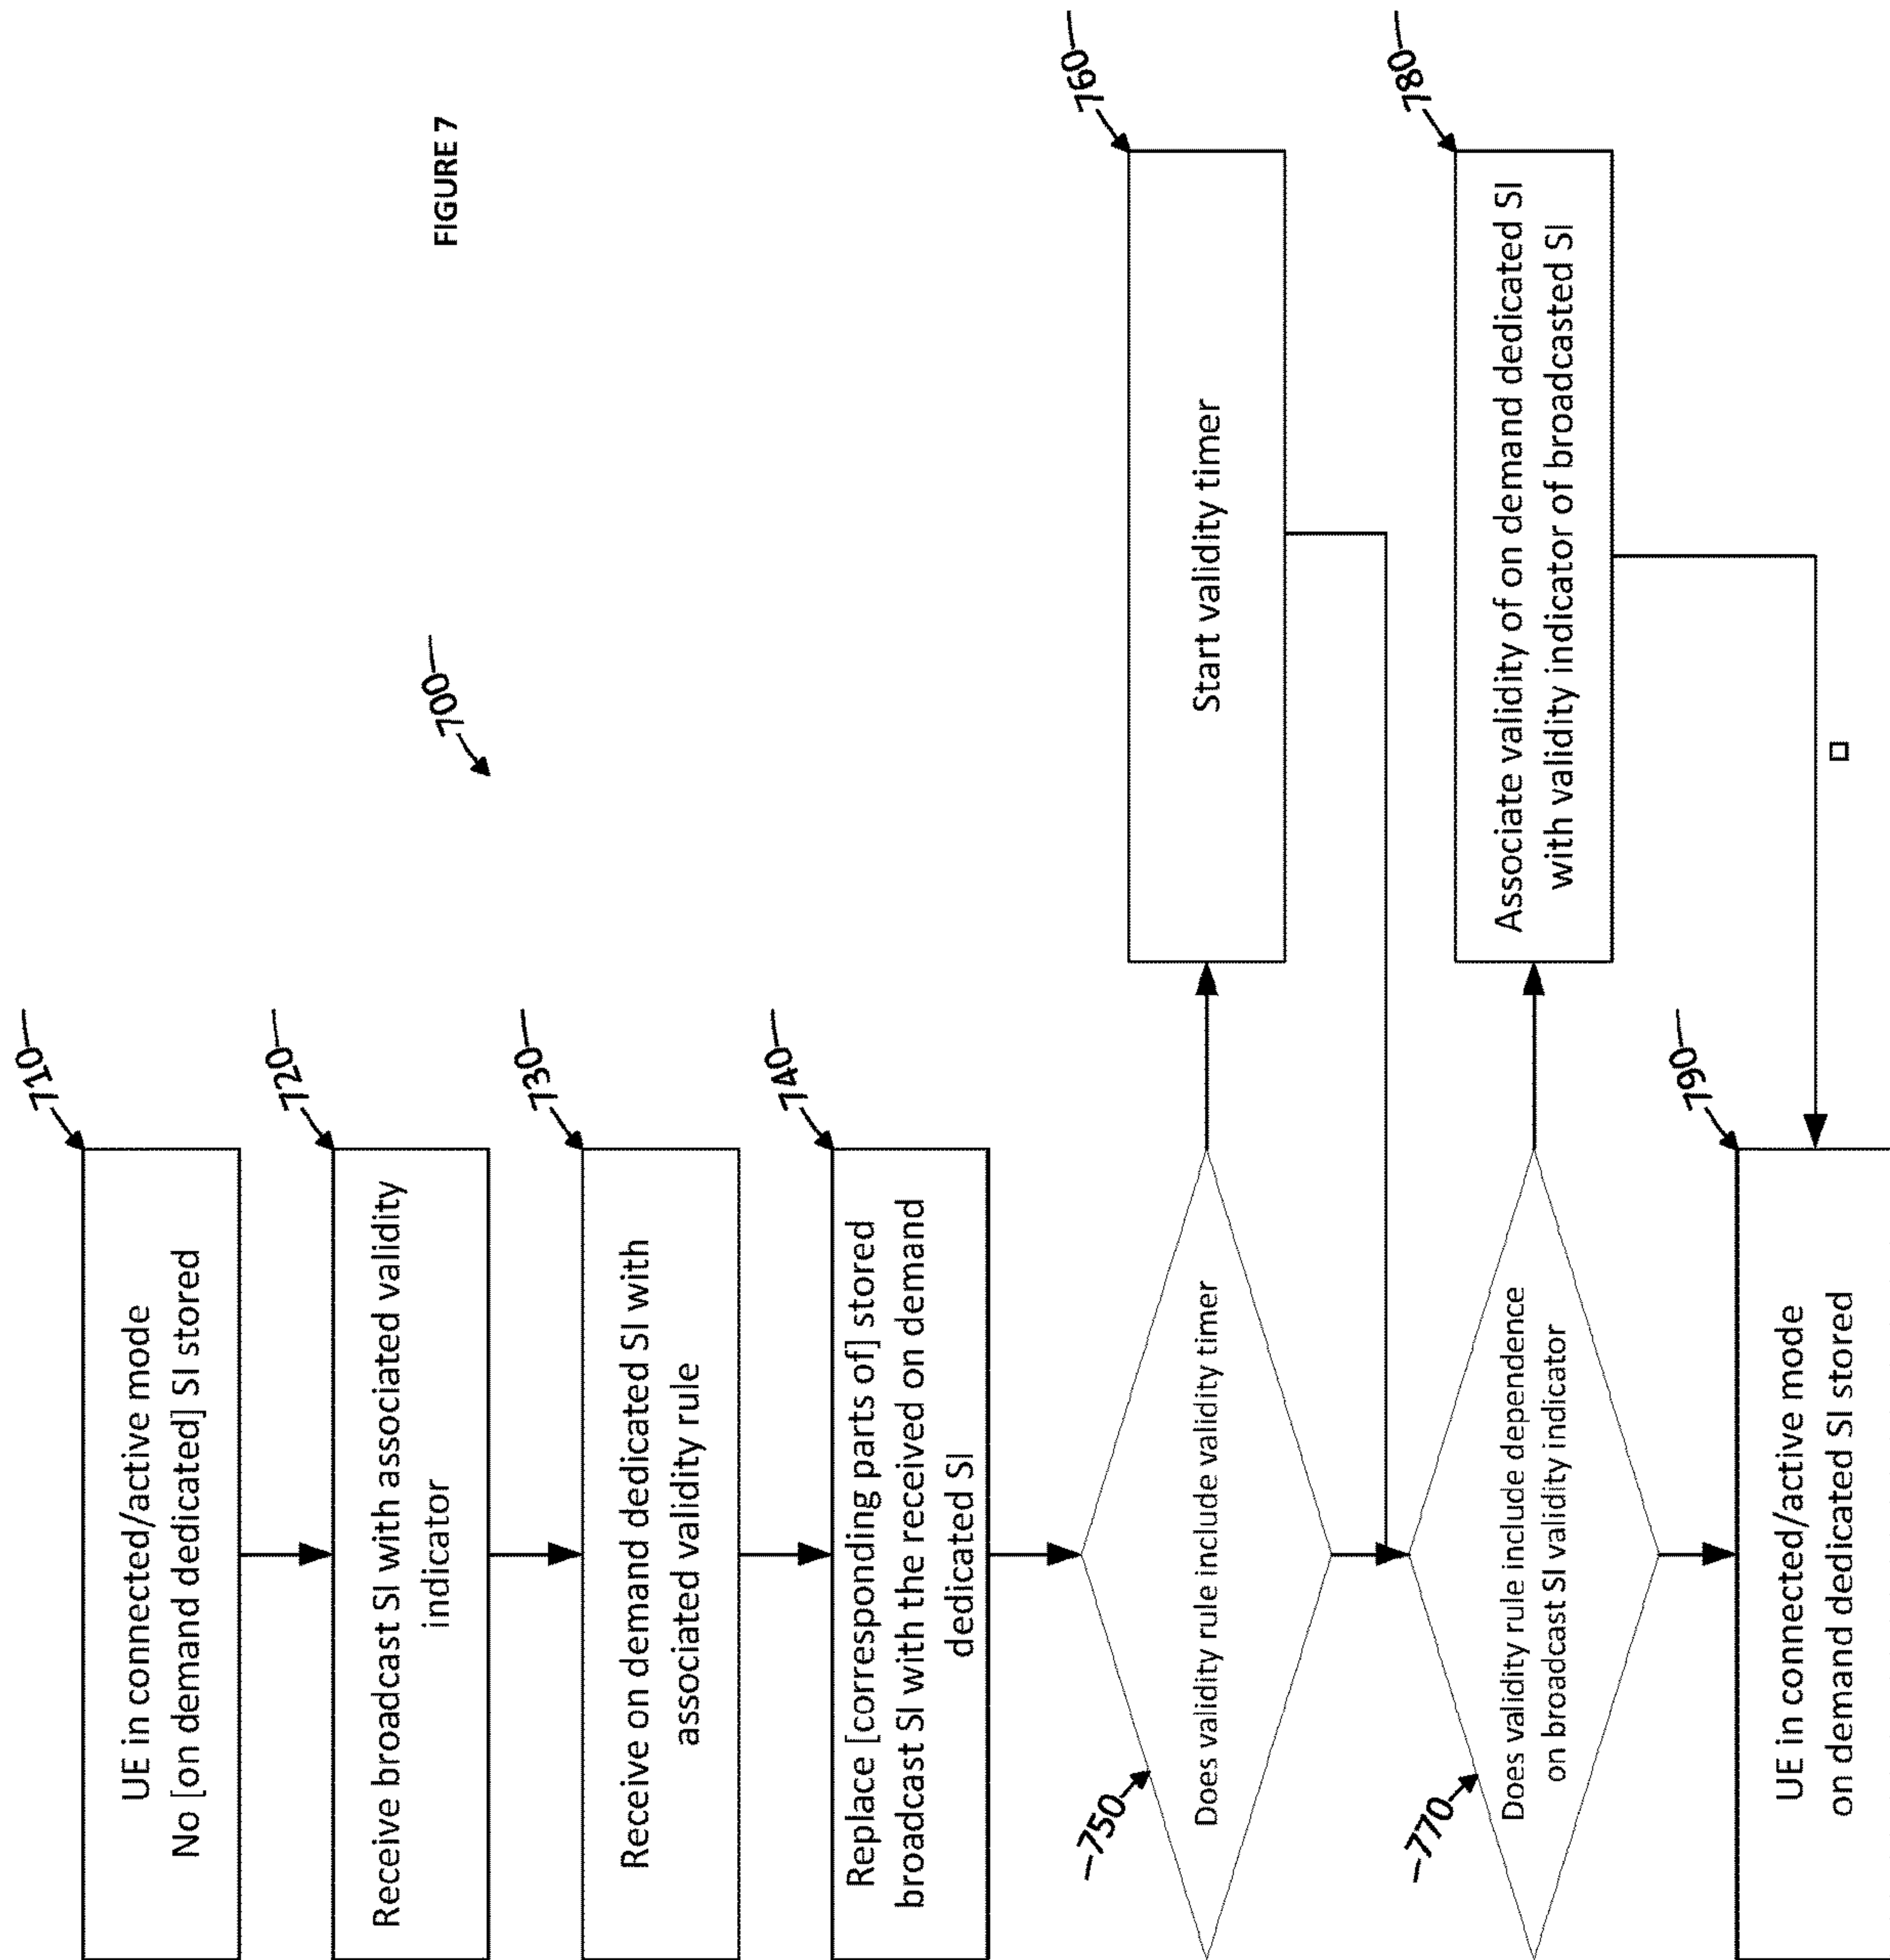 FIGURE 7
700
710
UE in connected/active mode
No [on demand dedicated] SI stored
720
Receive broadcast SI with associated validity
indicator
730
Receive on demand dedicated SI with
associated validity rule
740
Replace [corresponding parts of] stored
broadcast SI with the received on demand
dedicated SI
750
Does validity rule include validity timer
760
Start validity timer
770
Does validity rule include dependence
on broadcast SI validity indicator
780
Associate validity of on demand dedicated SI
with validity indicator of broadcasted SI
790
UE in connected/active mode
on demand dedicated SI stored